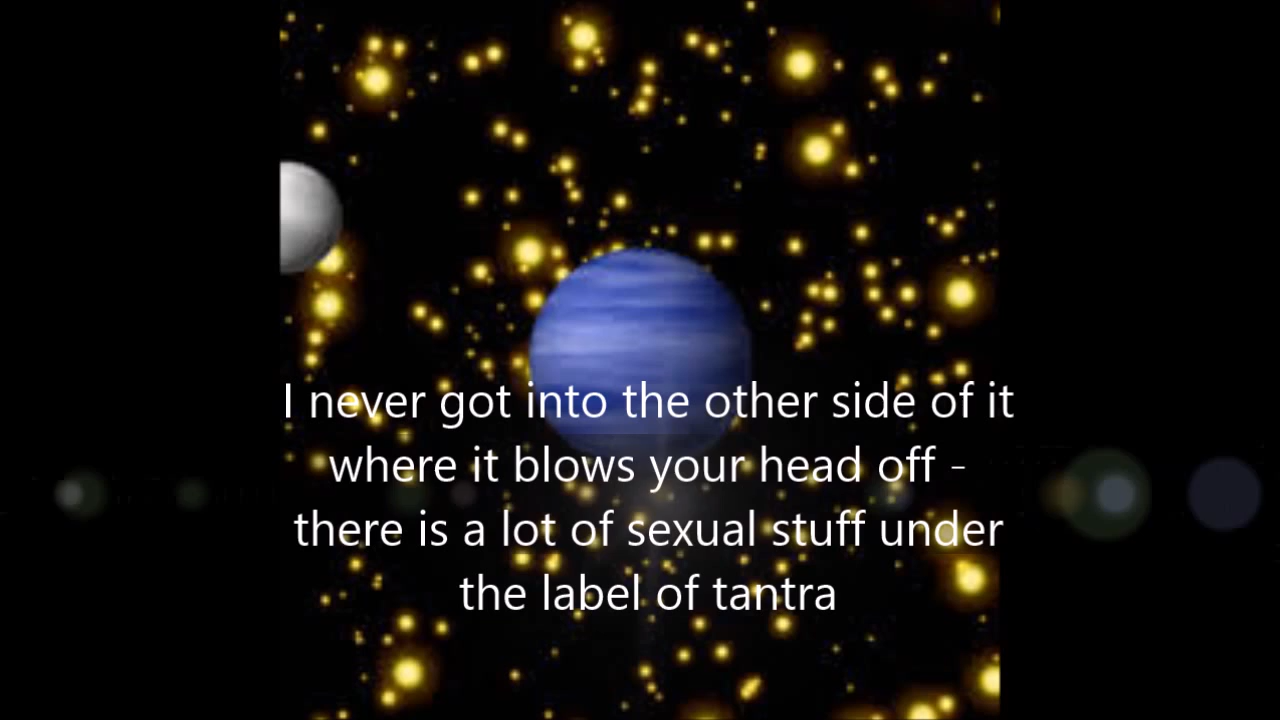 I never got into the other side of it
where it blows your head off -
there is a lot of sexual stuff under
the label of tantra